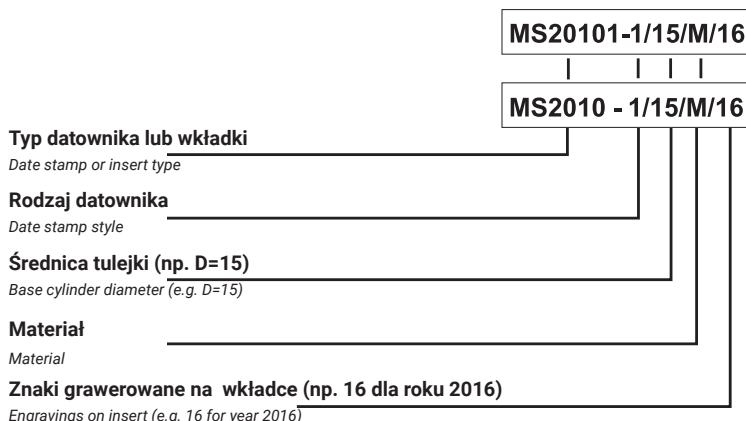 MS20101-1/15/M/16
MS2010 - 1/15/M/16
Typ datownika lub wkładki
Date stamp or insert type
Rodzaj datownika
Date stamp style
Średnica tulejki (np. D=15)
Base cylinder diameter (e.g. D=15)
Materiał
Material
Znaki grawerowane na wkładce (np. 16 dla roku 2016)
Engravings on insert (e.g. 16 for year 2016)